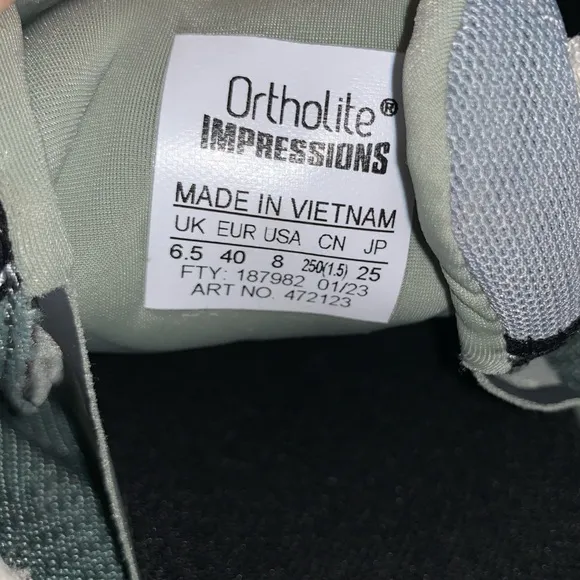 Ortholite®
IMPRESSIONS
MADE IN VIETNAM
UK EUR USA CN JP
6.5 40 8 250(1.5) 25
FTY: 187982 01/23
ART NO. 472123